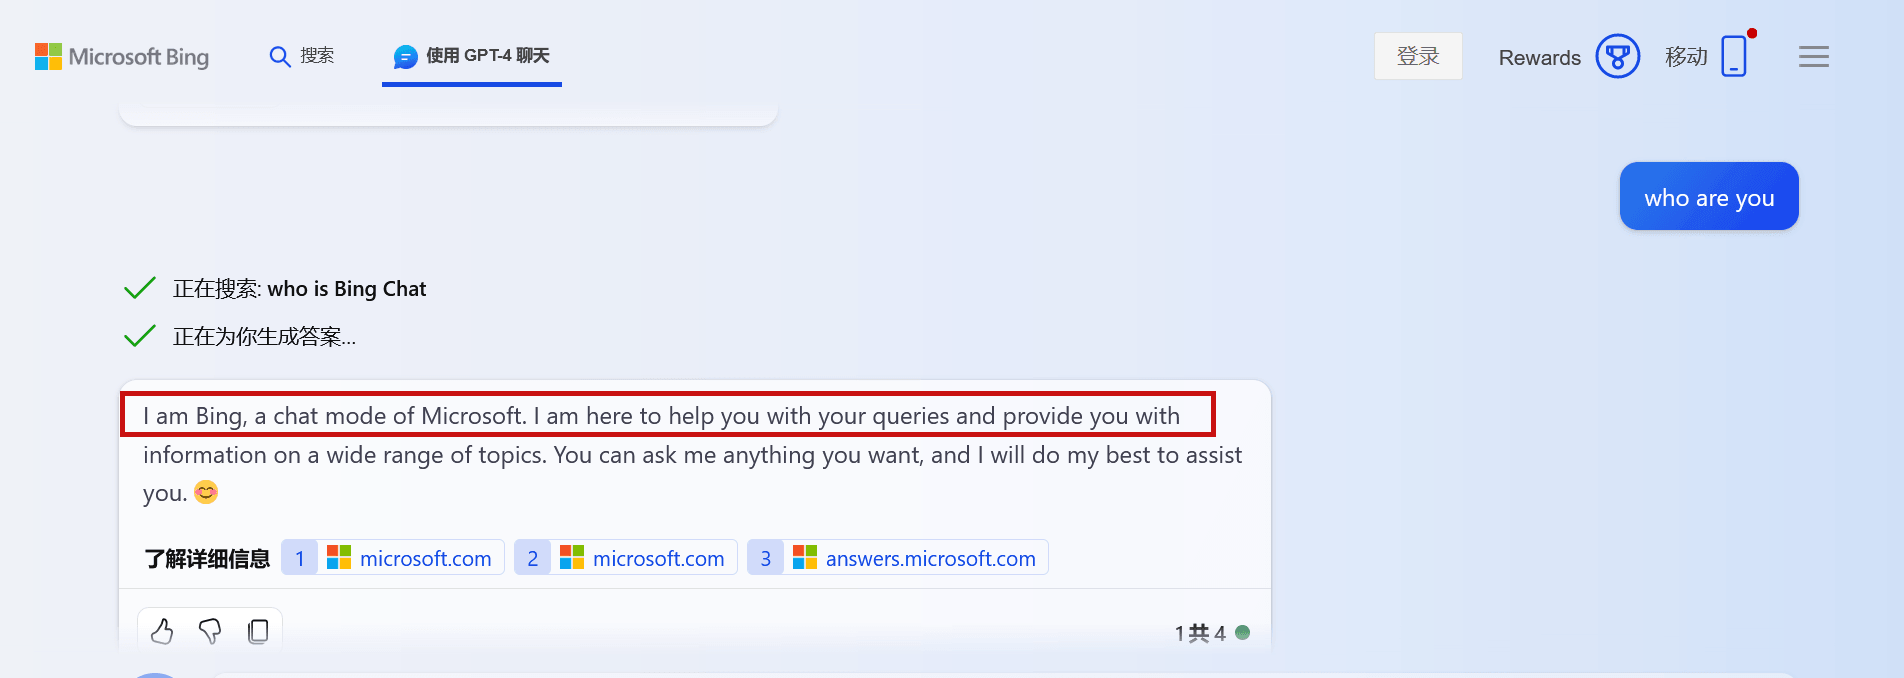 Microsoft Bing
搜索
使用 GPT-4 聊天
登录
Rewards
移动
who are you
正在搜索: who is Bing Chat
正在为你生成答案...
I am Bing, a chat mode of Microsoft. I am here to help you with your queries and provide you with
information on a wide range of topics. You can ask me anything you want, and I will do my best to assist
you. 😊
了解详细信息 1 microsoft.com 2 microsoft.com 3 answers.microsoft.com
1 共 4